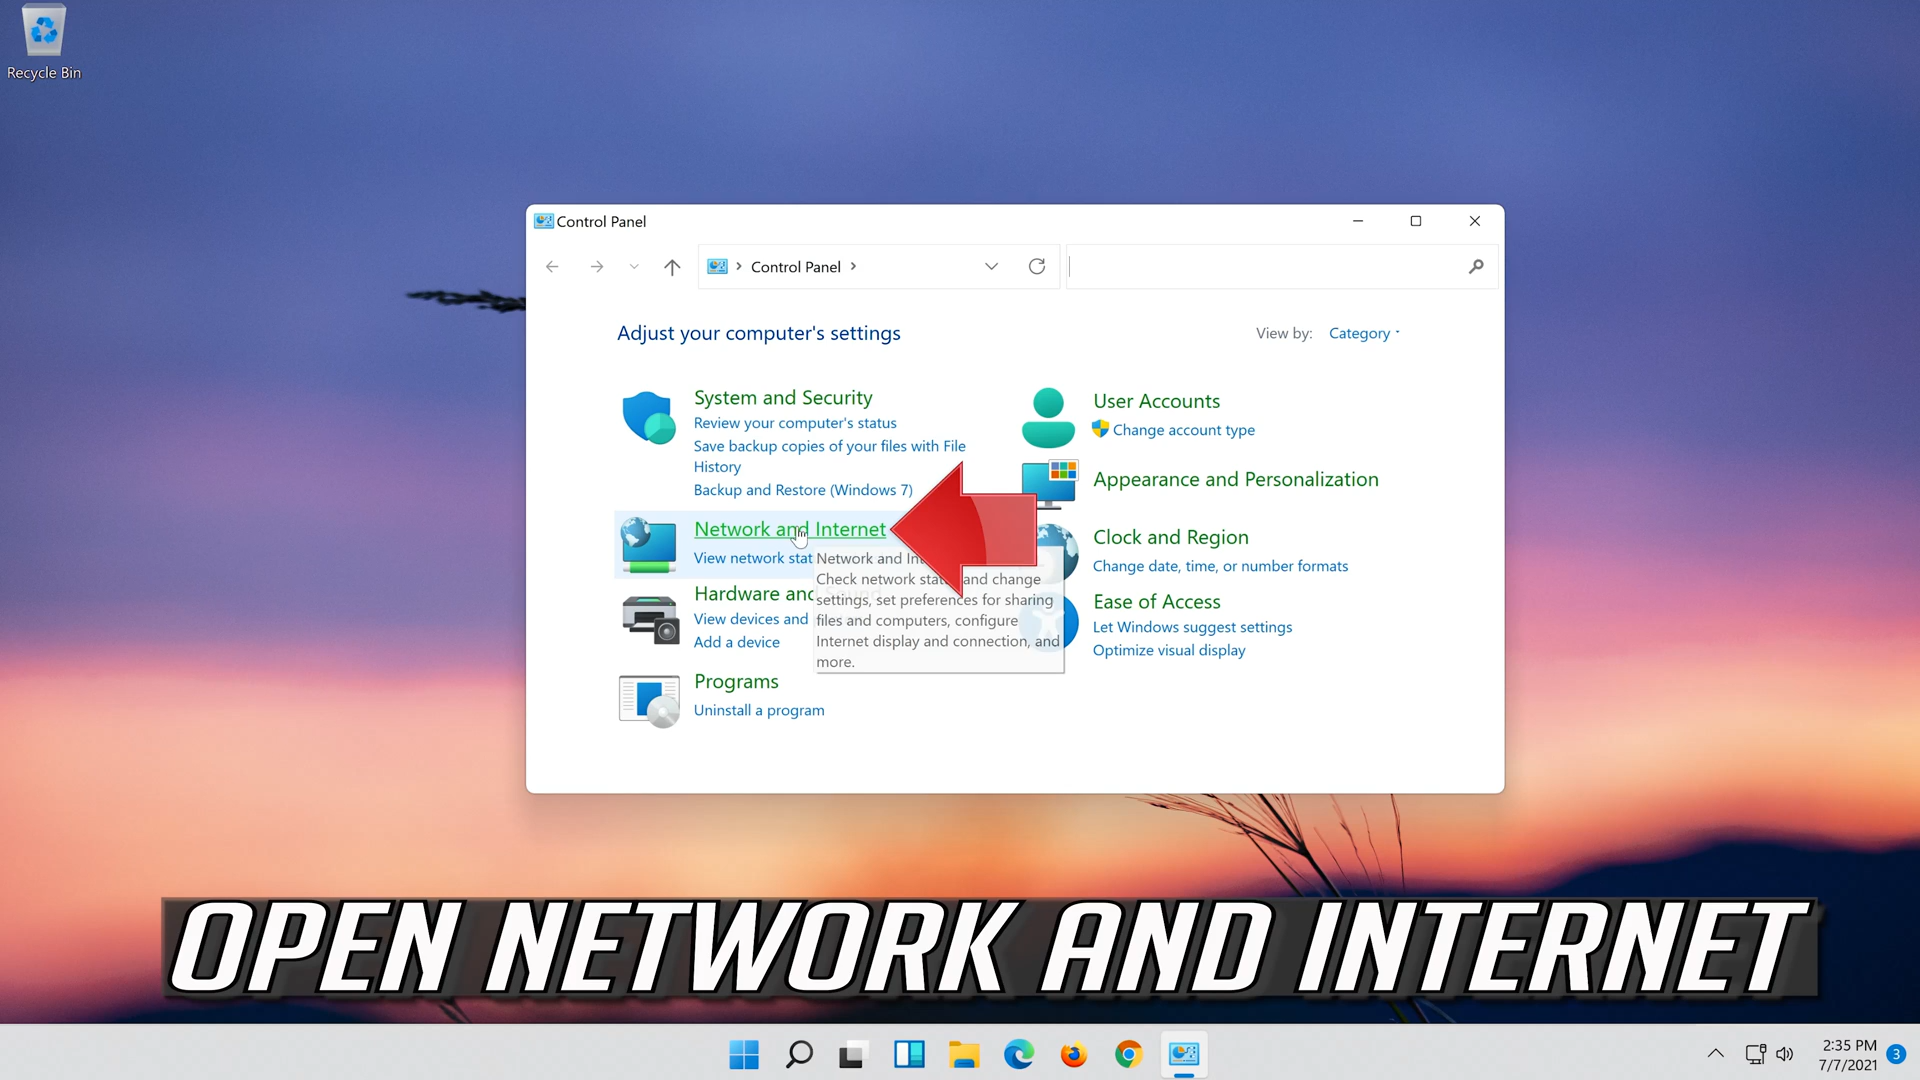 Recycle Bin
Control Panel
Control Panel
Adjust your computer's settings
View by: Category
System and Security
Review your computer's status
Save backup copies of your files with File
History
Backup and Restore (Windows 7)
Network and Internet
View network stat
Network and In
Check network stat and change
settings, set preferences for sharing
files and computers, configure
Internet display and connection, and
more.
Hardware and Sound
View devices and
Add a device
Programs
Uninstall a program
User Accounts
Change account type
Appearance and Personalization
Clock and Region
Change date, time, or number formats
Ease of Access
Let Windows suggest settings
Optimize visual display
OPEN NETWORK AND INTERNET
2:35 PM
7/7/2021
3